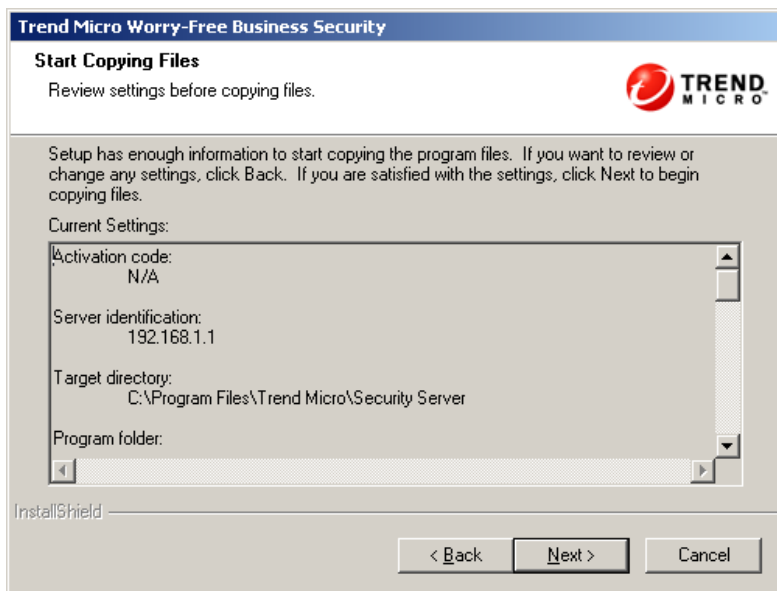 Trend Micro Worry-Free Business Security
Start Copying Files
Review settings before copying files.
TREND
MICRO™
Setup has enough information to start copying the program files. If you want to review or
change any settings, click Back. If you are satisfied with the settings, click Next to begin
copying files.
Current Settings:
Activation code:
N/A
Server identification:
192.168.1.1
Target directory:
C:\Program Files\Trend Micro\Security Server
Program folder:
InstallShield
< Back
Next >
Cancel